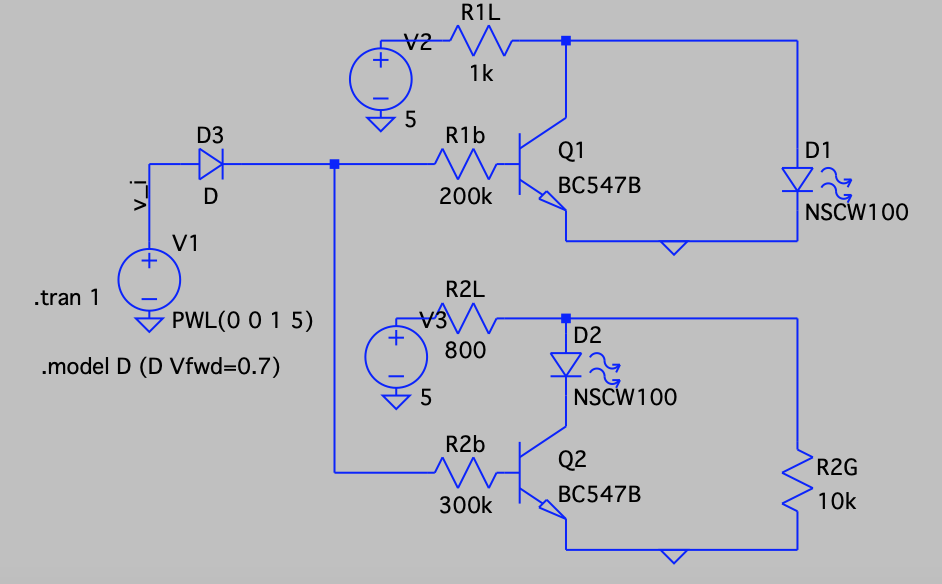 R1L
V2
1k
5
D3
D
R1b
200k
Q1
BC547B
D1
NSCW100
v_i
V1
.tran 1
PWL(0 0 1 5)
.model D (D Vfwd=0.7)
R2L
V3
800
5
D2
NSCW100
R2b
300k
Q2
BC547B
R2G
10k